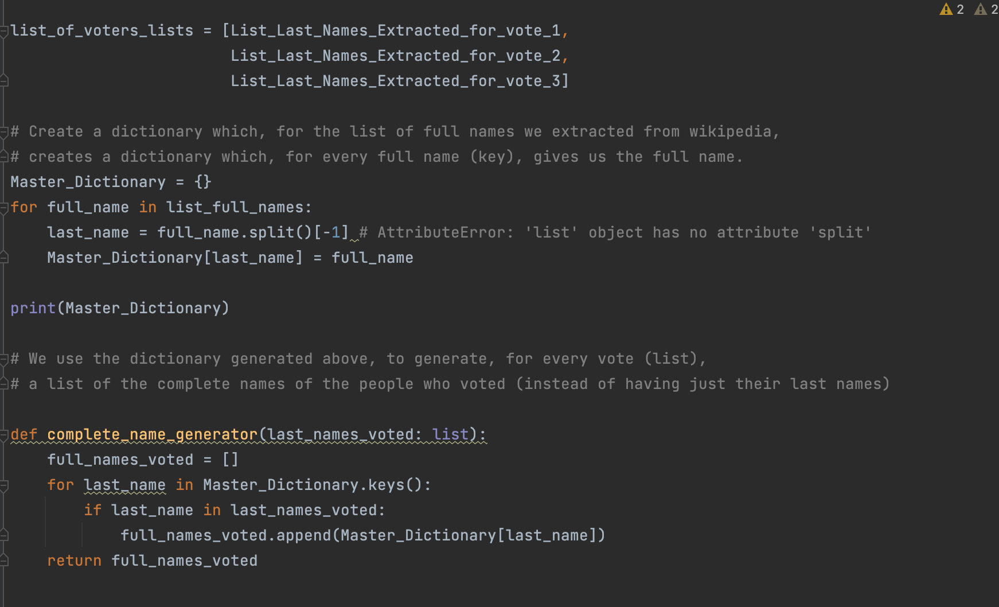 2 2
list_of_voters_lists = [List_Last_Names_Extracted_for_vote_1,
                        List_Last_Names_Extracted_for_vote_2,
                        List_Last_Names_Extracted_for_vote_3]
# Create a dictionary which, for the list of full names we extracted from wikipedia,
# creates a dictionary which, for every full name (key), gives us the full name.
Master_Dictionary = {}
for full_name in list_full_names:
    last_name = full_name.split()[-1] # AttributeError: 'list' object has no attribute 'split'
    Master_Dictionary[last_name] = full_name
print(Master_Dictionary)
# We use the dictionary generated above, to generate, for every vote (list),
# a list of the complete names of the people who voted (instead of having just their last names)
def complete_name_generator(last_names_voted: list):
    full_names_voted = []
    for last_name in Master_Dictionary.keys():
        if last_name in last_names_voted:
            full_names_voted.append(Master_Dictionary[last_name])
    return full_names_voted